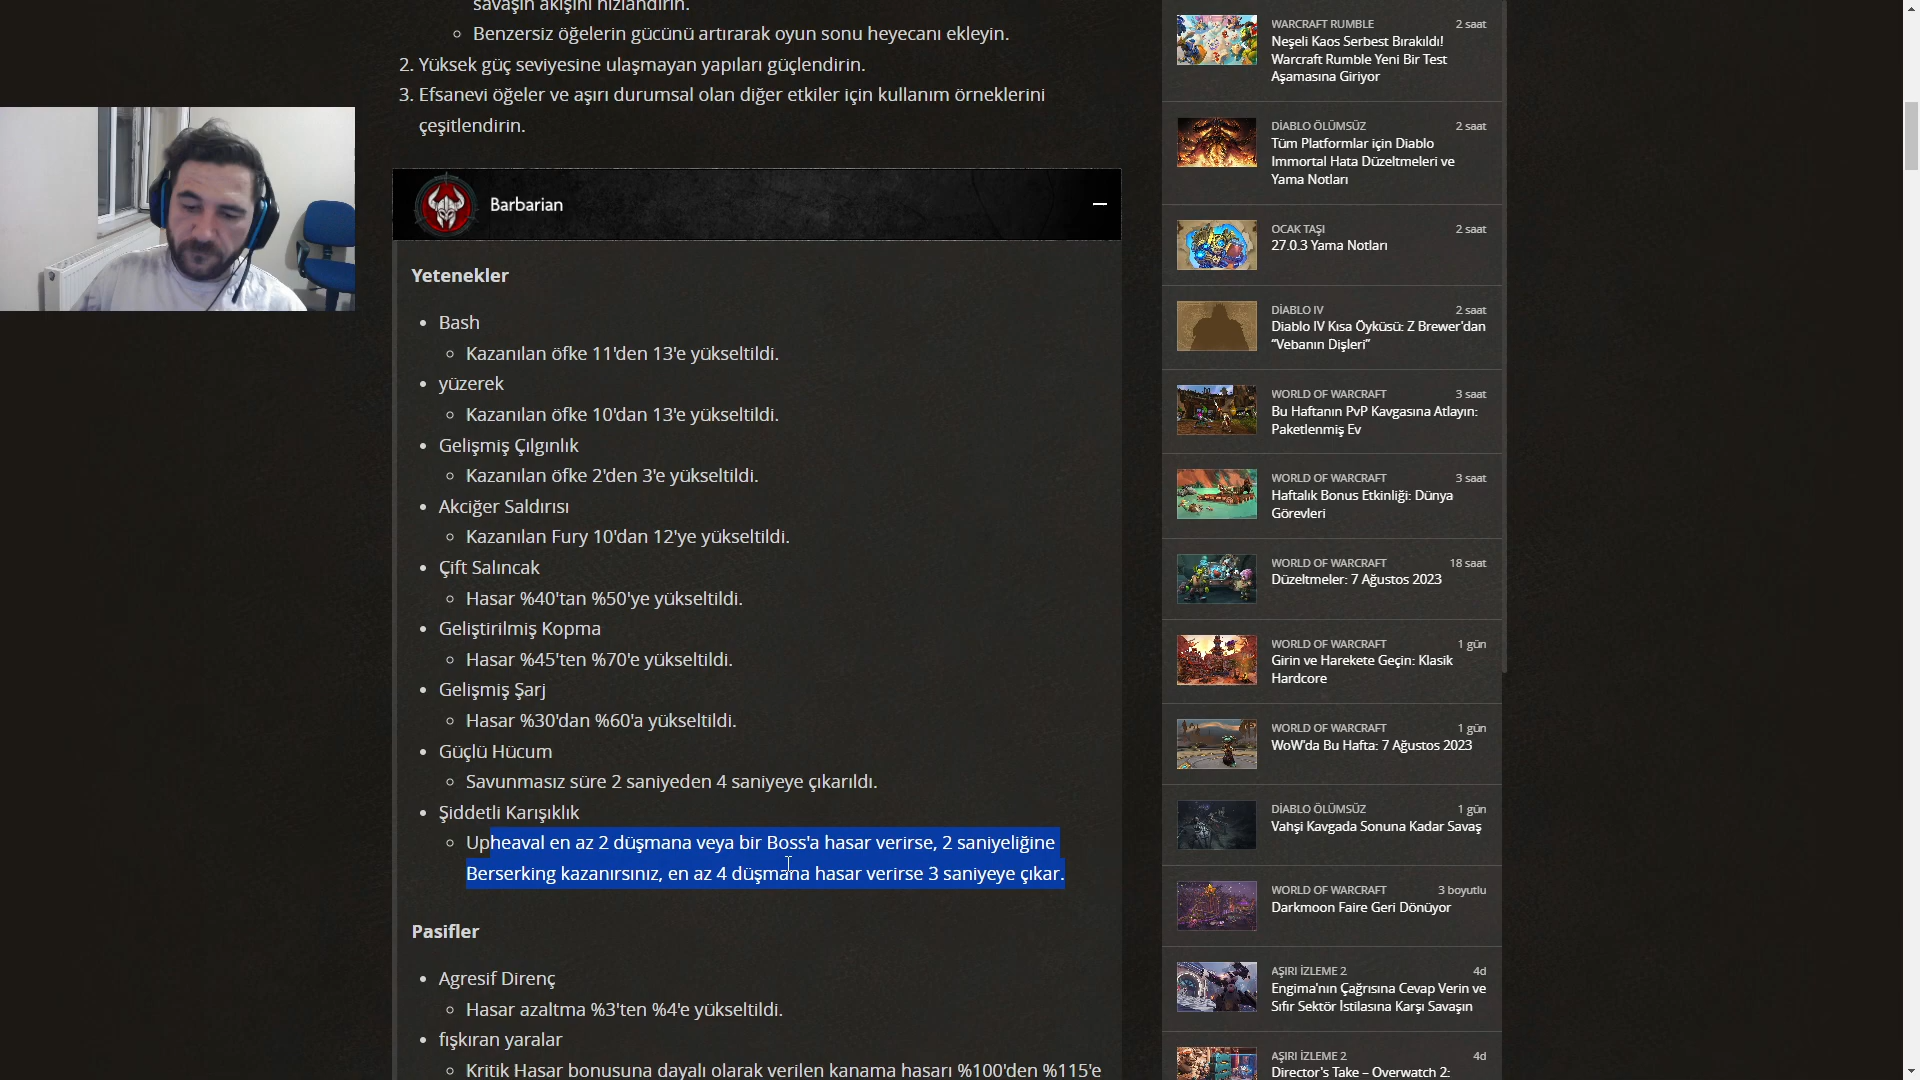 savaşın akışını hızlandırın.
Benzersiz öğelerin gücünü artırarak oyun sonu heyecanı ekleyin.
2. Yüksek güç seviyesine ulaşmayan yapıları güçlendirin.
3. Efsanevi öğeler ve aşırı durumsal olan diğer etkiler için kullanım örneklerini
çeşitlendirin.
Barbarian
Yetenekler
Bash
Kazanılan öfke 11'den 13'e yükseltildi.
yüzerek
Kazanılan öfke 10'dan 13'e yükseltildi.
Gelişmiş Çılgınlık
Kazanılan öfke 2'den 3'e yükseltildi.
Akciğer Saldırısı
Kazanılan Fury 10'dan 12'ye yükseltildi.
Çift Salıncak
Hasar %40'tan %50'ye yükseltildi.
Geliştirilmiş Kopma
Hasar %45'ten %70'e yükseltildi.
Gelişmiş Şarj
Hasar %30'dan %60'a yükseltildi.
Güçlü Hücum
Savunmasız süre 2 saniyeden 4 saniyeye çıkarıldı.
Şiddetli Karışıklık
Upheaval en az 2 düşmana veya bir Boss'a hasar verirse, 2 saniyeliğine
Berserking kazanırsınız, en az 4 düşmana hasar verirse 3 saniyeye çıkar.
Pasifler
Agresif Direnç
Hasar azaltma %3'ten %4'e yükseltildi.
fışkıran yaralar
Kritik Hasar bonusuna dayalı olarak verilen kanama hasarı %100'den %115'e
WARCRAFT RUMBLE 2 saat
Neşeli Kaos Serbest Bırakıldı!
Warcraft Rumble Yeni Bir Test
Aşamasına Giriyor
DİABLO ÖLÜMSÜZ 2 saat
Tüm Platformlar için Diablo
Immortal Hata Düzeltmeleri ve
Yama Notları
OCAK TAŞI 2 saat
27.0.3 Yama Notları
DİABLO IV 2 saat
Diablo IV Kısa Öyküsü: Z Brewer'dan
“Vebanın Dişleri”
WORLD OF WARCRAFT 3 saat
Bu Haftanın PvP Kavgasına Atlayın:
Paketlenmiş Ev
WORLD OF WARCRAFT 3 saat
Haftalık Bonus Etkinliği: Dünya
Görevleri
WORLD OF WARCRAFT 18 saat
Düzeltmeler: 7 Ağustos 2023
WORLD OF WARCRAFT 1 gün
Girin ve Harekete Geçin: Klasik
Hardcore
WORLD OF WARCRAFT 1 gün
WoW'da Bu Hafta: 7 Ağustos 2023
DİABLO ÖLÜMSÜZ 1 gün
Vahşi Kavgada Sonuna Kadar Savaş
WORLD OF WARCRAFT 3 boyutlu
Darkmoon Faire Geri Dönüyor
AŞIRI İZLEME 2 4d
Enigma'nın Çağrısına Cevap Verin ve
Sıfır Sektör İstilasına Karşı Savaşın
AŞIRI İZLEME 2 4d
Director's Take – Overwatch 2: